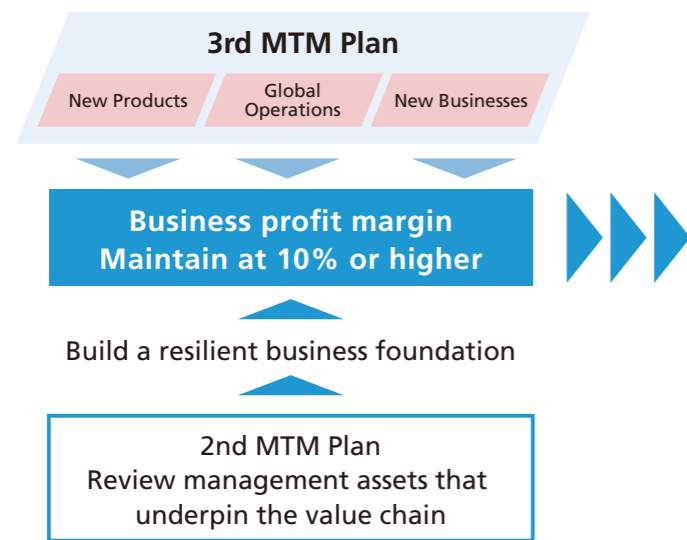 3rd MTM Plan
New Products
Global
Operations
New Businesses
Business profit margin
Maintain at 10% or higher
Build a resilient business foundation
2nd MTM Plan
Review management assets that
underpin the value chain